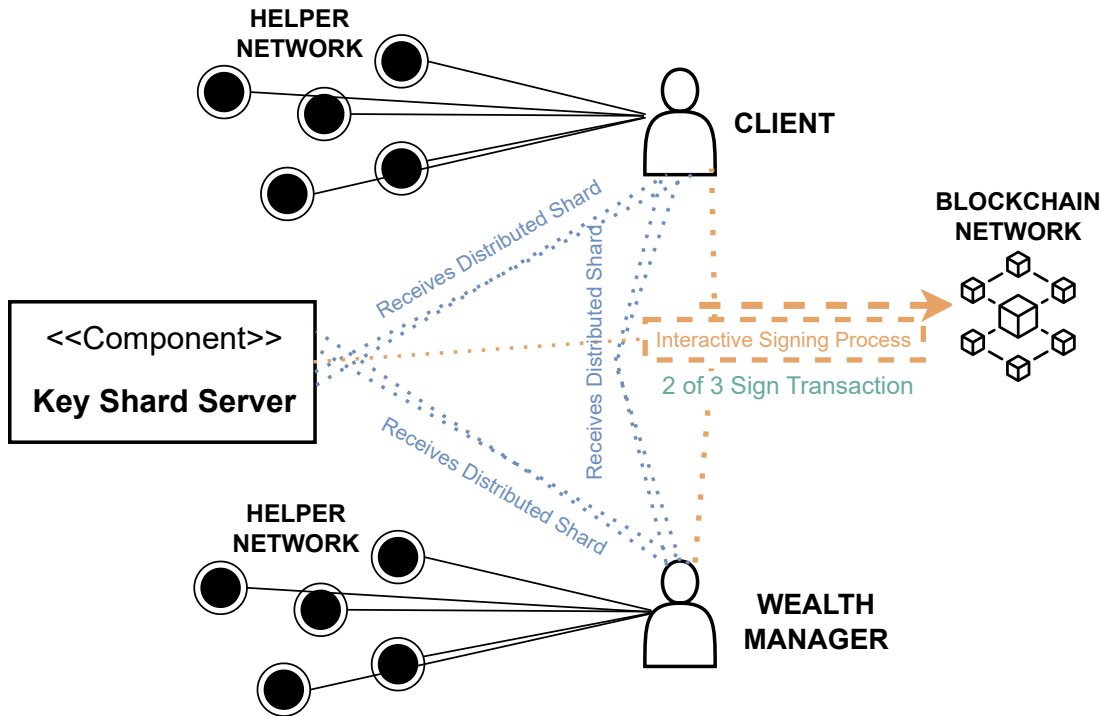 HELPER
NETWORK
CLIENT
BLOCKCHAIN
NETWORK
Receives Distributed Shard
Receives Distributed Shard
<<Component>>
Key Shard Server
Interactive Signing Process
2 of 3 Sign Transaction
Receives Distributed Shard
HELPER
NETWORK
WEALTH
MANAGER